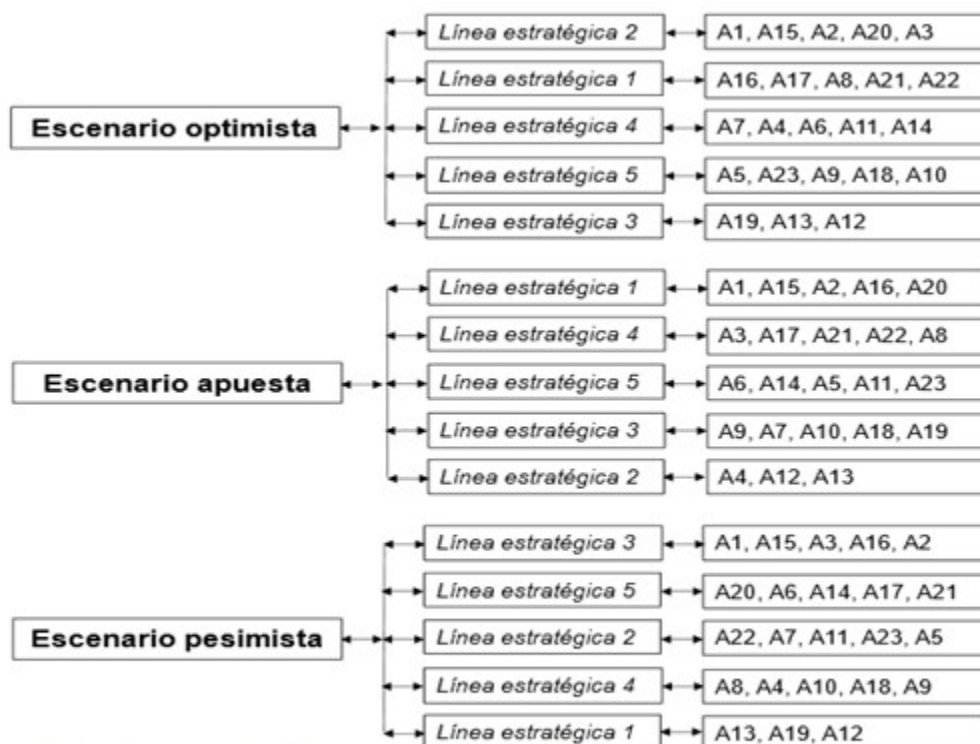 Escenario optimista
Línea estratégica 2
A1, A15, A2, A20, A3
Línea estratégica 1
A16, A17, A8, A21, A22
Línea estratégica 4
A7, A4, A6, A11, A14
Línea estratégica 5
A5, A23, A9, A18, A10
Línea estratégica 3
A19, A13, A12
Escenario apuesta
Línea estratégica 1
A1, A15, A2, A16, A20
Línea estratégica 4
A3, A17, A21, A22, A8
Línea estratégica 5
A6, A14, A5, A11, A23
Línea estratégica 3
A9, A7, A10, A18, A19
Línea estratégica 2
A4, A12, A13
Escenario pesimista
Línea estratégica 3
A1, A15, A3, A16, A2
Línea estratégica 5
A20, A6, A14, A17, A21
Línea estratégica 2
A22, A7, A11, A23, A5
Línea estratégica 4
A8, A4, A10, A18, A9
Línea estratégica 1
A13, A19, A12